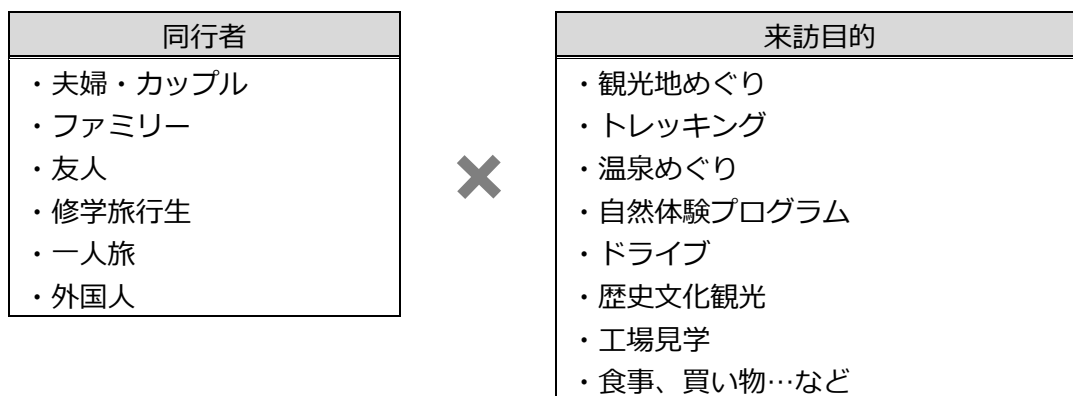 同行者
・夫婦・カップル
・ファミリー
・友人
・修学旅行生
・一人旅
・外国人
×
来訪目的
・観光地めぐり
・トレッキング
・温泉めぐり
・自然体験プログラム
・ドライブ
・歴史文化観光
・工場見学
・食事、買い物…など